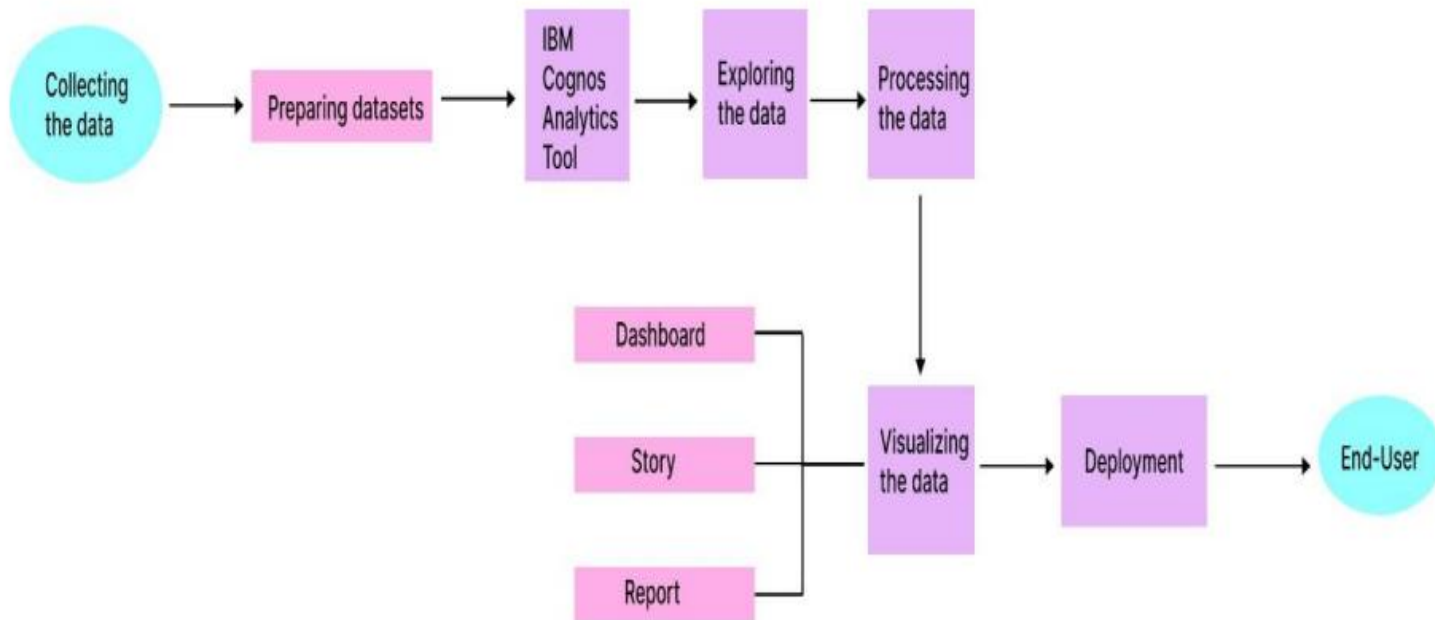 Collecting
the data
Preparing datasets
IBM
Cognos
Analytics
Tool
Exploring
the data
Processing
the data
Dashboard
Story
Report
Visualizing
the data
Deployment
End-User